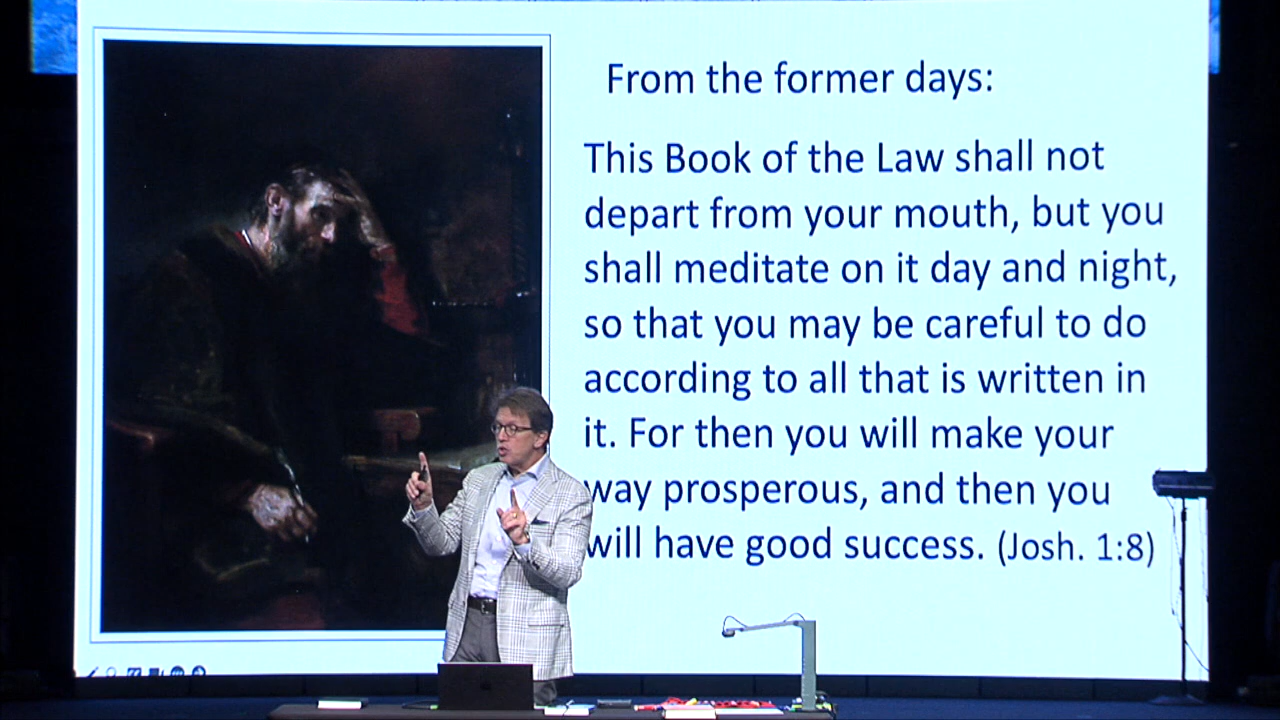 From the former days:
This Book of the Law shall not
depart from your mouth, but you
shall meditate on it day and night,
so that you may be careful to do
according to all that is written in
it. For then you will make your
way prosperous, and then you
will have good success. (Josh. 1:8)